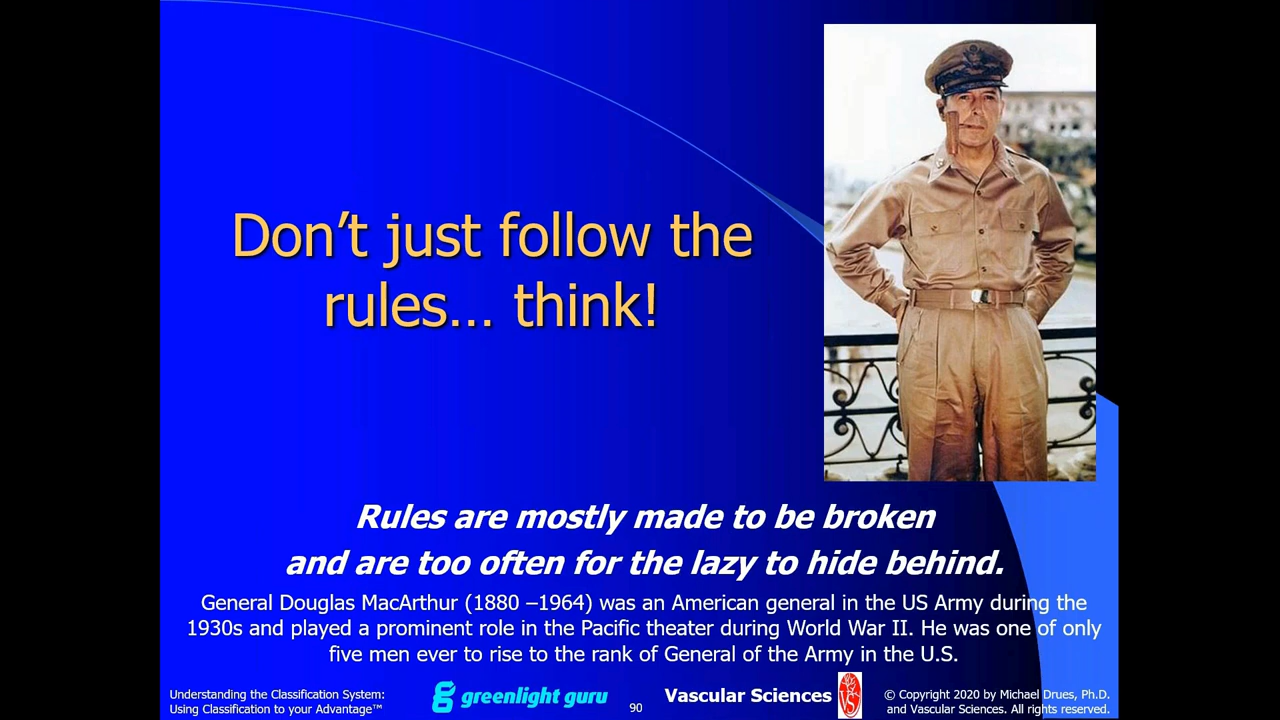 Don’t just follow the
rules… think!
Rules are mostly made to be broken
and are too often for the lazy to hide behind.
General Douglas MacArthur (1880 –1964) was an American general in the US Army during the
1930s and played a prominent role in the Pacific theater during World War II. He was one of only
five men ever to rise to the rank of General of the Army in the U.S.
Understanding the Classification System:
Using Classification to your Advantage™
greenlight guru
90
Vascular Sciences
VS
© Copyright 2020 by Michael Drues, Ph.D.
and Vascular Sciences. All rights reserved.